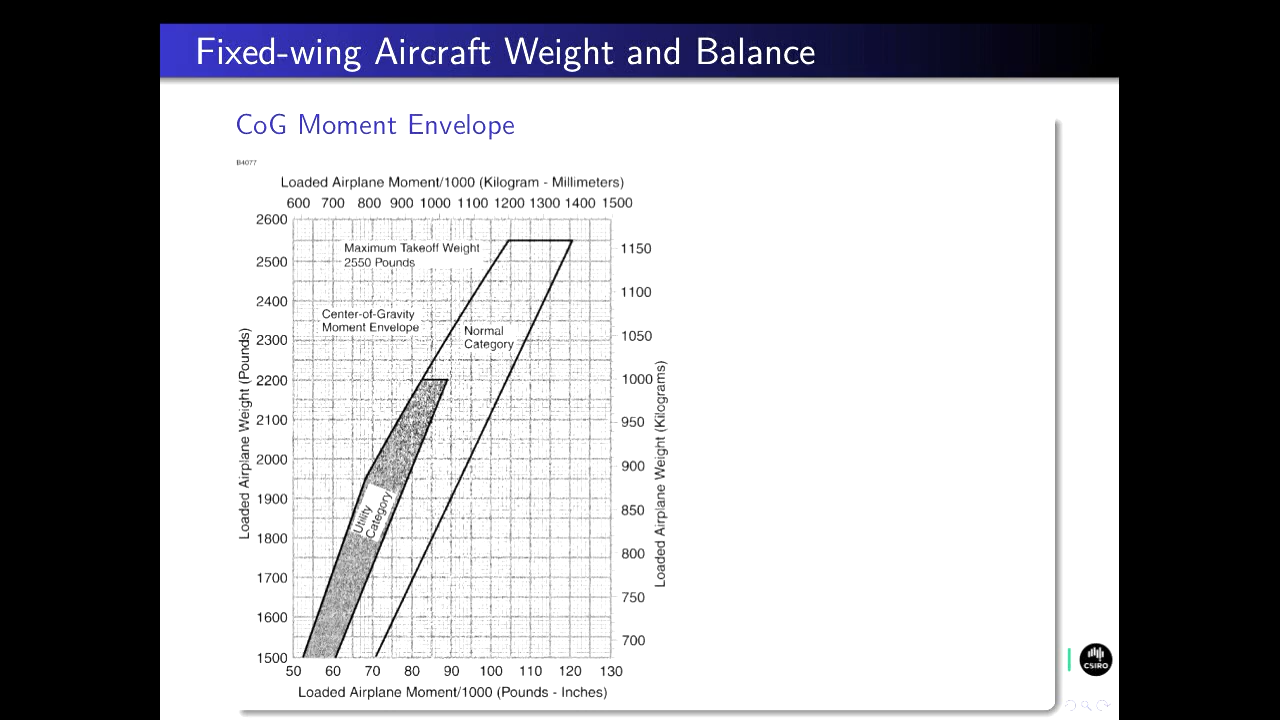 Fixed-wing Aircraft Weight and Balance
CoG Moment Envelope
B4077
Loaded Airplane Moment/1000 (Kilogram - Millimeters)
600 700 800 900 1000 1100 1200 1300 1400 1500
2600
2500
2400
2300
2200
2100
2000
1900
1800
1700
1600
1500
Loaded Airplane Weight (Pounds)
Maximum Takeoff Weight
2550 Pounds
Center-of-Gravity
Moment Envelope
Normal
Category
Utility
Category
1150
1100
1050
1000
950
900
850
800
750
700
Loaded Airplane Weight (Kilograms)
50 60 70 80 90 100 110 120 130
Loaded Airplane Moment/1000 (Pounds - Inches)
CSIRO